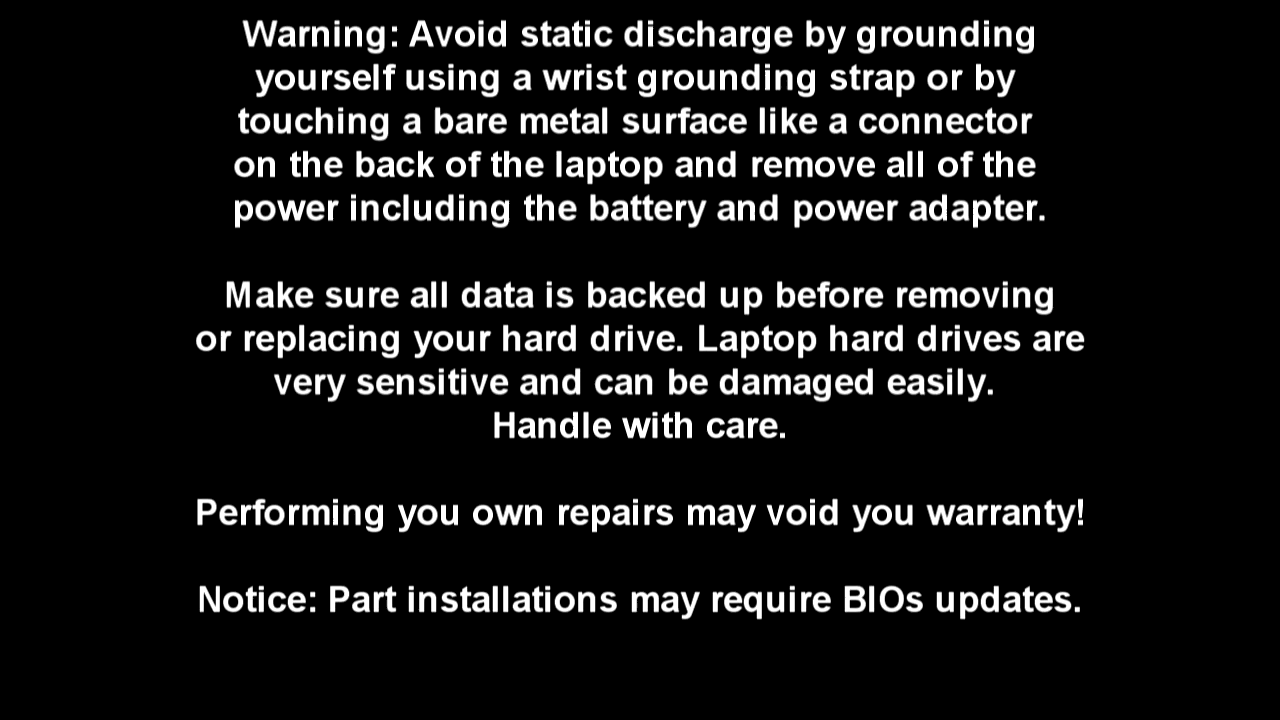 Warning: Avoid static discharge by grounding
yourself using a wrist grounding strap or by
touching a bare metal surface like a connector
on the back of the laptop and remove all of the
power including the battery and power adapter.
Make sure all data is backed up before removing
or replacing your hard drive. Laptop hard drives are
very sensitive and can be damaged easily.
Handle with care.
Performing you own repairs may void you warranty!
Notice: Part installations may require BIOs updates.